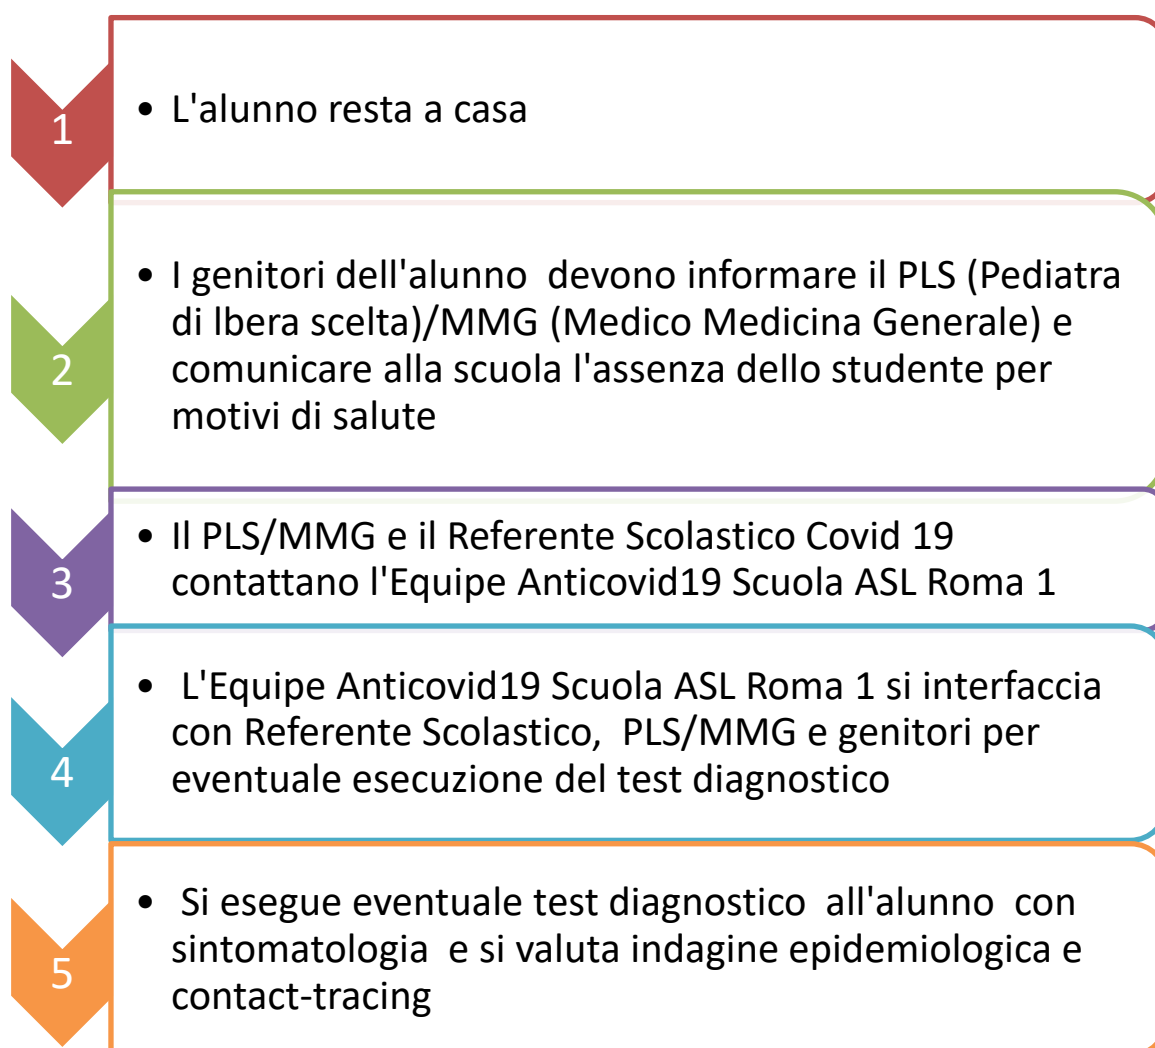 1
• L'alunno resta a casa
2
• I genitori dell'alunno  devono informare il PLS (Pediatra
di lbera scelta)/MMG (Medico Medicina Generale) e
comunicare alla scuola l'assenza dello studente per
motivi di salute
3
• Il PLS/MMG e il Referente Scolastico Covid 19
contattano l'Equipe Anticovid19 Scuola ASL Roma 1
4
•  L'Equipe Anticovid19 Scuola ASL Roma 1 si interfaccia
con Referente Scolastico,  PLS/MMG e genitori per
eventuale esecuzione del test diagnostico
5
•  Si esegue eventuale test diagnostico  all'alunno  con
sintomatologia  e si valuta indagine epidemiologica e
contact-tracing